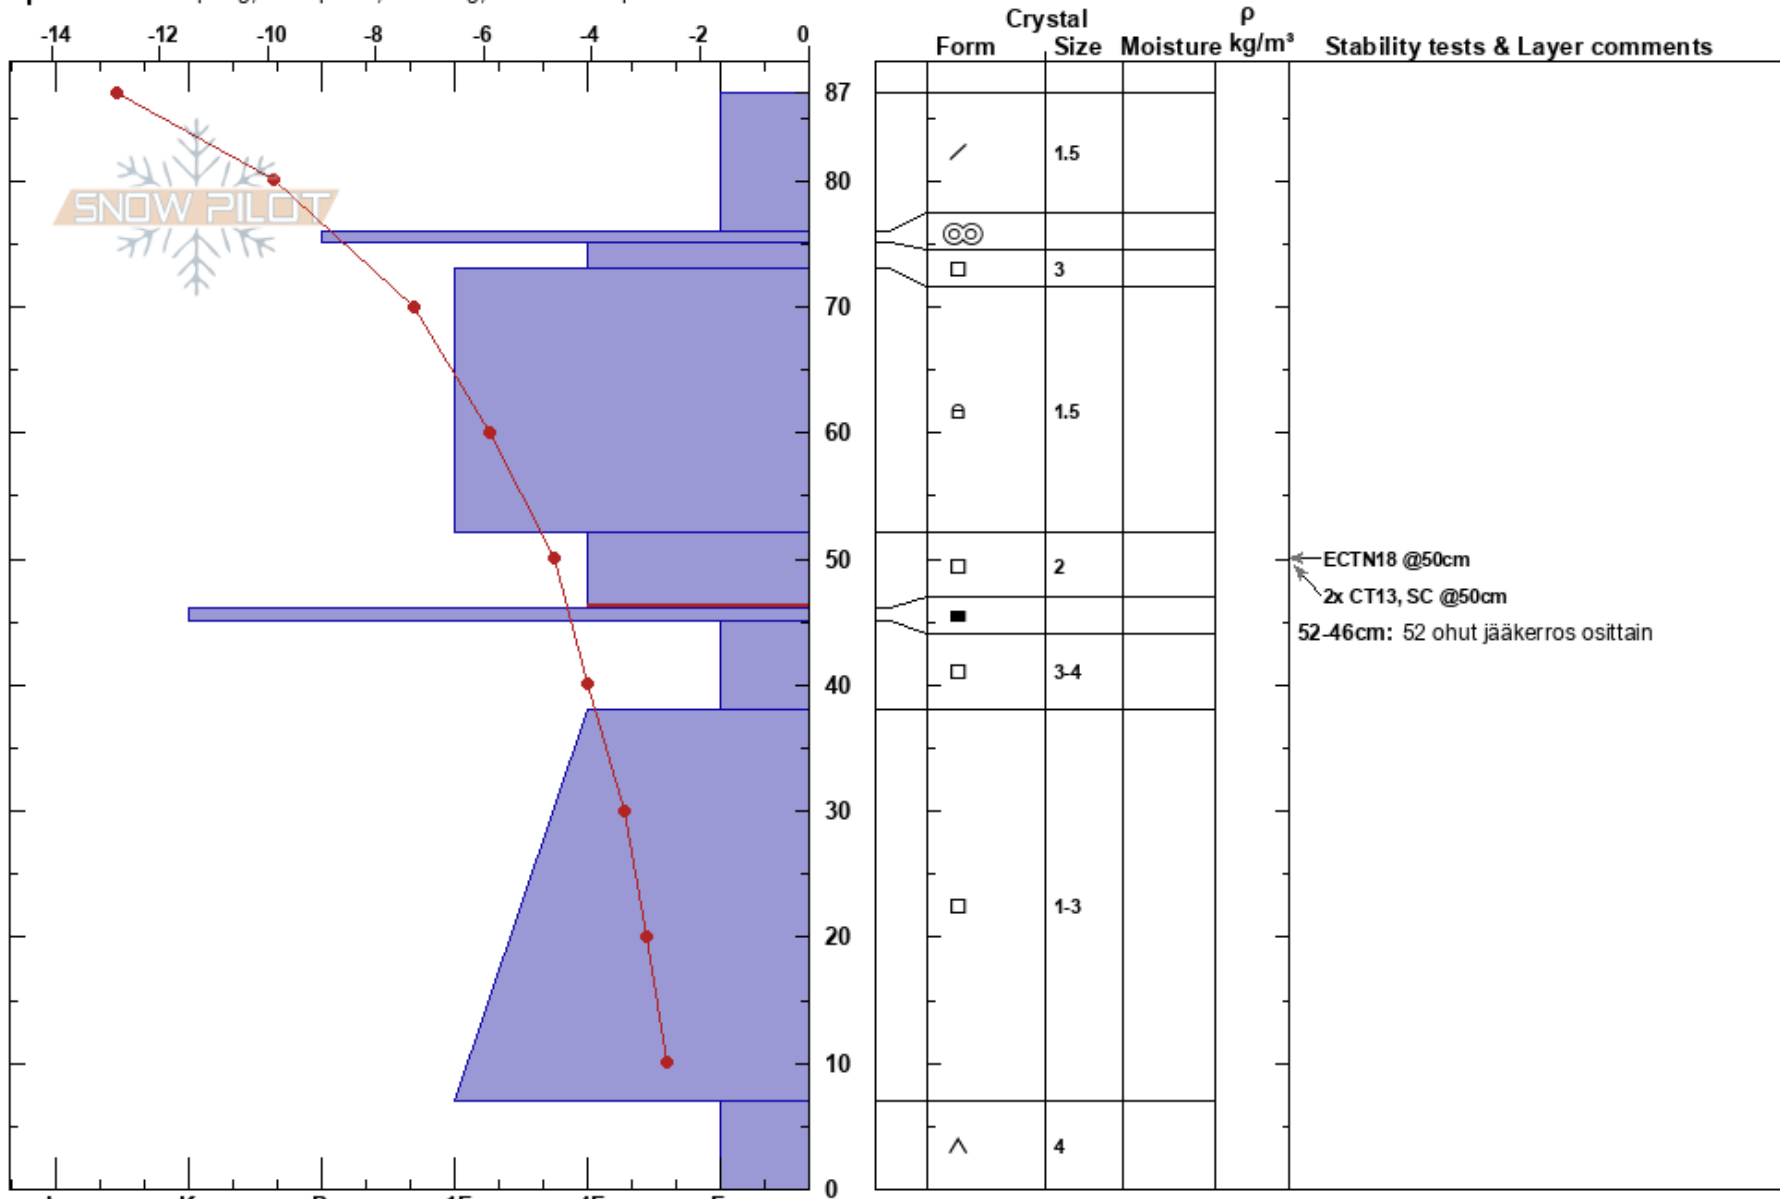 -14 -12 -10 -8 -6 -4 -2 0
Crystal ρ
Form Size Moisture kg/m³ Stability tests & Layer comments
87
1.5
80
SNOW PILOT
3
70
1.5
60
2
50
ECTN18 @50cm
2x CT13, SC @50cm
52-46cm: 52 ohut jääkerros osittain
3-4
40
30
1-3
20
10
4
0